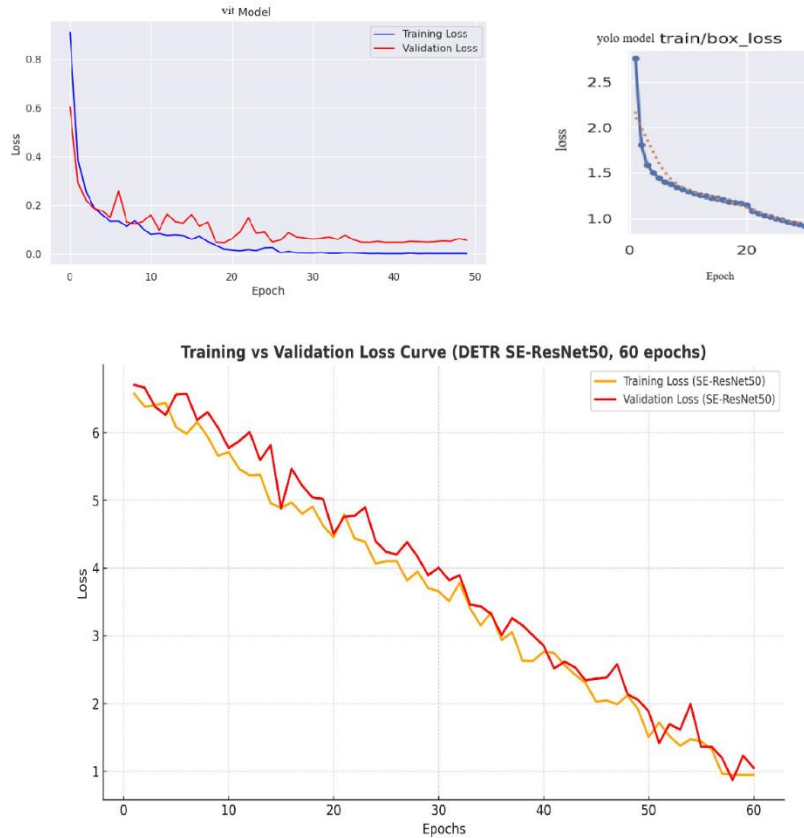 vit Model
Training Loss
Validation Loss
0.8
0.6
0.4
0.2
0.0
Loss
0
10
20
30
40
50
Epoch
yolo model train/box_loss
2.5
2.0
1.5
1.0
loss
0
20
Epoch
Training vs Validation Loss Curve (DETR SE-ResNet50, 60 epochs)
Training Loss (SE-ResNet50)
Validation Loss (SE-ResNet50)
6
5
4
3
2
1
Loss
0
10
20
30
40
50
60
Epochs